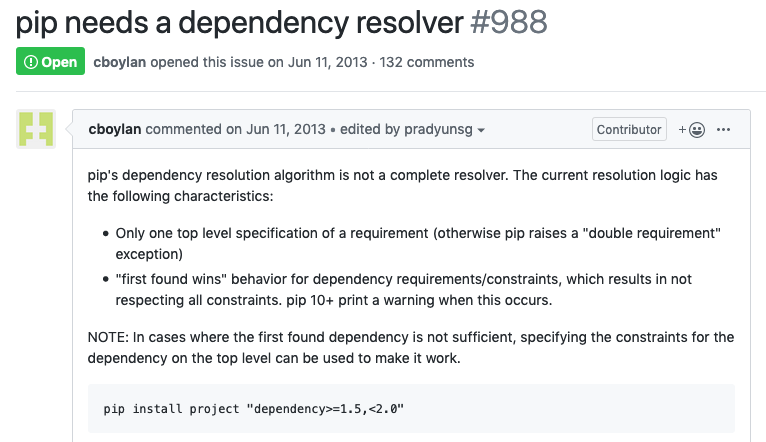 pip needs a dependency resolver #988
Open cboylan opened this issue on Jun 11, 2013 · 132 comments
cboylan commented on Jun 11, 2013 • edited by pradyunsg Contributor
pip's dependency resolution algorithm is not a complete resolver. The current resolution logic has
the following characteristics:
• Only one top level specification of a requirement (otherwise pip raises a "double requirement"
exception)
• "first found wins" behavior for dependency requirements/constraints, which results in not
respecting all constraints. pip 10+ print a warning when this occurs.
NOTE: In cases where the first found dependency is not sufficient, specifying the constraints for the
dependency on the top level can be used to make it work.
pip install project "dependency>=1.5,<2.0"